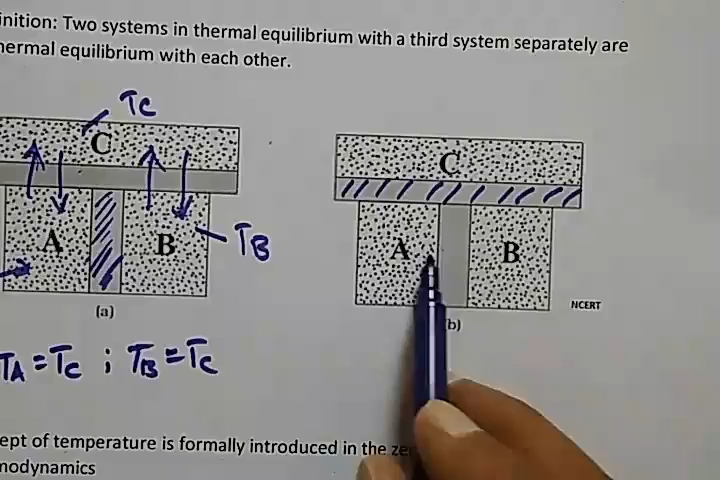 inition: Two systems in thermal equilibrium with a third system separately are
hermal equilibrium with each other.
TC
C
A
B
TB
(a)
C
A
B
NCERT
b)
TA = TC ; TB = TC
ept of temperature is formally introduced in the ze
modynamics